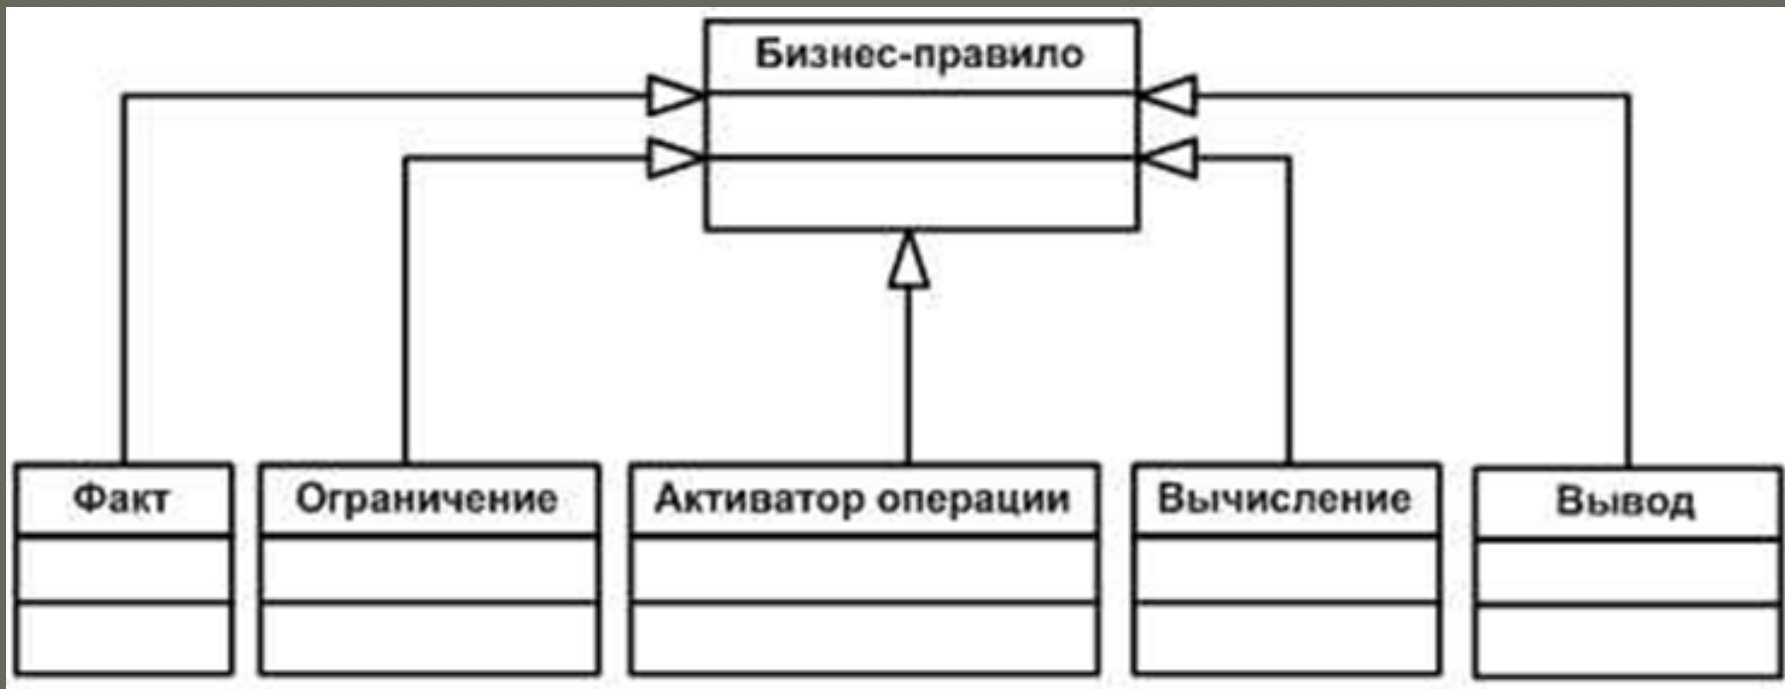 Бизнес-правило
Факт
Ограничение
Активатор операции
Вычисление
Вывод